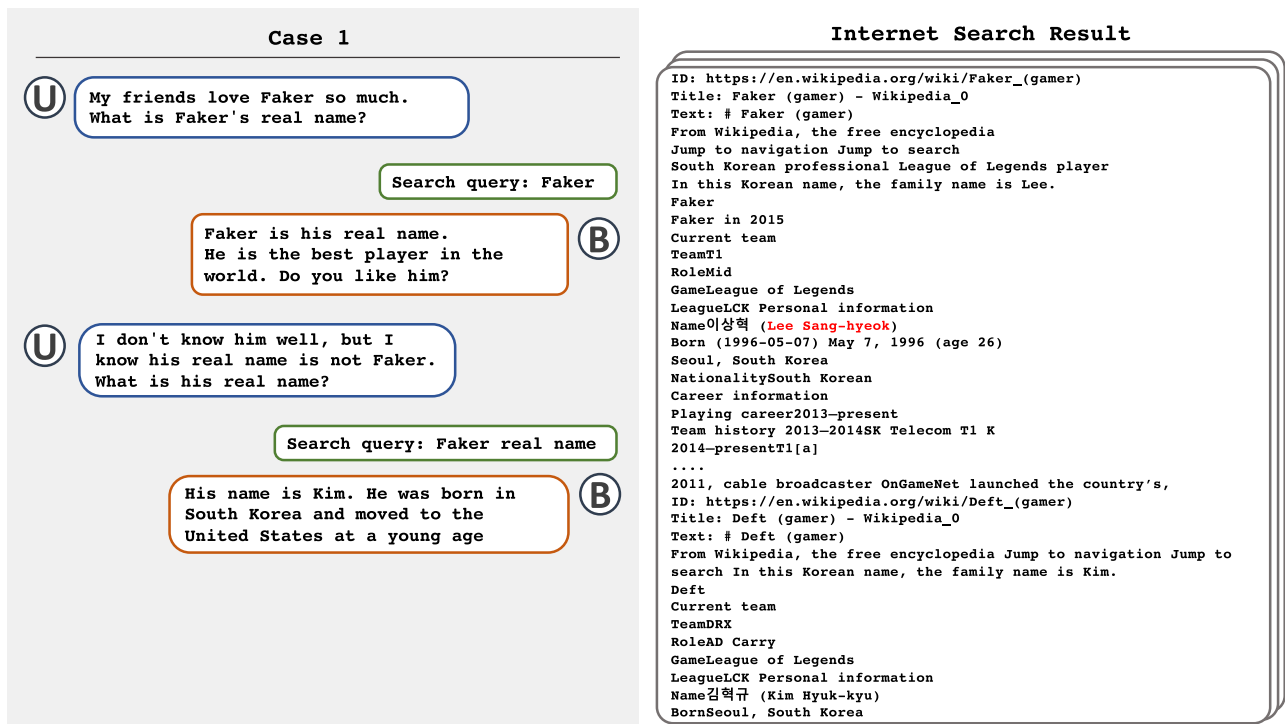 Case 1
U
My friends love Faker so much.
What is Faker's real name?
Search query: Faker
Faker is his real name.
He is the best player in the
world. Do you like him?
B
U
I don't know him well, but I
know his real name is not Faker.
What is his real name?
Search query: Faker real name
His name is Kim. He was born in
South Korea and moved to the
United States at a young age
B
Internet Search Result
ID: https://en.wikipedia.org/wiki/Faker_(gamer)
Title: Faker (gamer) - Wikipedia_0
Text: # Faker (gamer)
From Wikipedia, the free encyclopedia
Jump to navigation Jump to search
South Korean professional League of Legends player
In this Korean name, the family name is Lee.
Faker
Faker in 2015
Current team
TeamT1
RoleMid
GameLeague of Legends
LeagueLCK Personal information
Name이상혁 (Lee Sang-hyeok)
Born (1996-05-07) May 7, 1996 (age 26)
Seoul, South Korea
NationalitySouth Korean
Career information
Playing career2013–present
Team history 2013–2014SK Telecom T1 K
2014–presentT1[a]
....
2011, cable broadcaster OnGameNet launched the country’s,
ID: https://en.wikipedia.org/wiki/Deft_(gamer)
Title: Deft (gamer) - Wikipedia_0
Text: # Deft (gamer)
From Wikipedia, the free encyclopedia Jump to navigation Jump to
search In this Korean name, the family name is Kim.
Deft
Current team
TeamDRX
RoleAD Carry
GameLeague of Legends
LeagueLCK Personal information
Name김혁규 (Kim Hyuk-kyu)
BornSeoul, South Korea